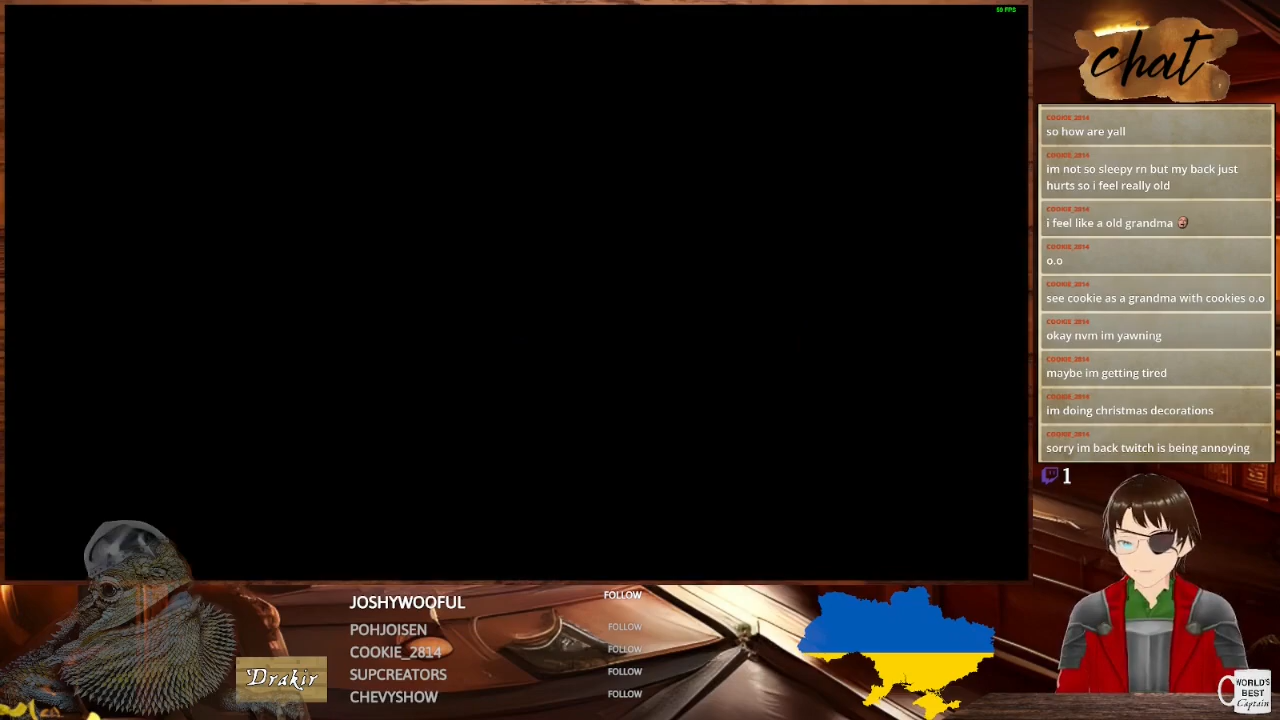 59 FPS
chat
COOKIE_2814
so how are yall
COOKIE_2814
im not so sleepy rn but my back just
hurts so i feel really old
COOKIE_2814
i feel like a old grandma
COOKIE_2814
o.o
COOKIE_2814
see cookie as a grandma with cookies o.o
COOKIE_2814
okay nvm im yawning
COOKIE_2814
maybe im getting tired
COOKIE_2814
im doing christmas decorations
COOKIE_2814
sorry im back twitch is being annoying
1
JOSHYWOOFUL FOLLOW
POHJOISEN FOLLOW
COOKIE_2814 FOLLOW
SUPCREATORS FOLLOW
CHEVYSHOW FOLLOW
Drakir
WORLD'S
BEST
Captain